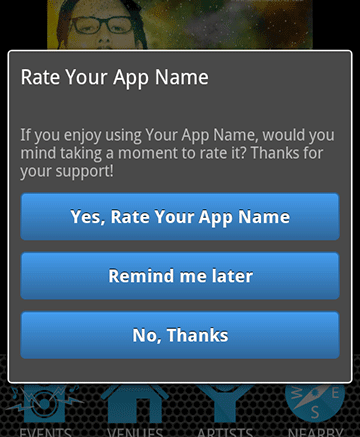 Rate Your App Name
If you enjoy using Your App Name, would you
mind taking a moment to rate it? Thanks for
your support!
Yes, Rate Your App Name
Remind me later
No, Thanks
S
EVENTS VENUES ARTISTS NEARBY